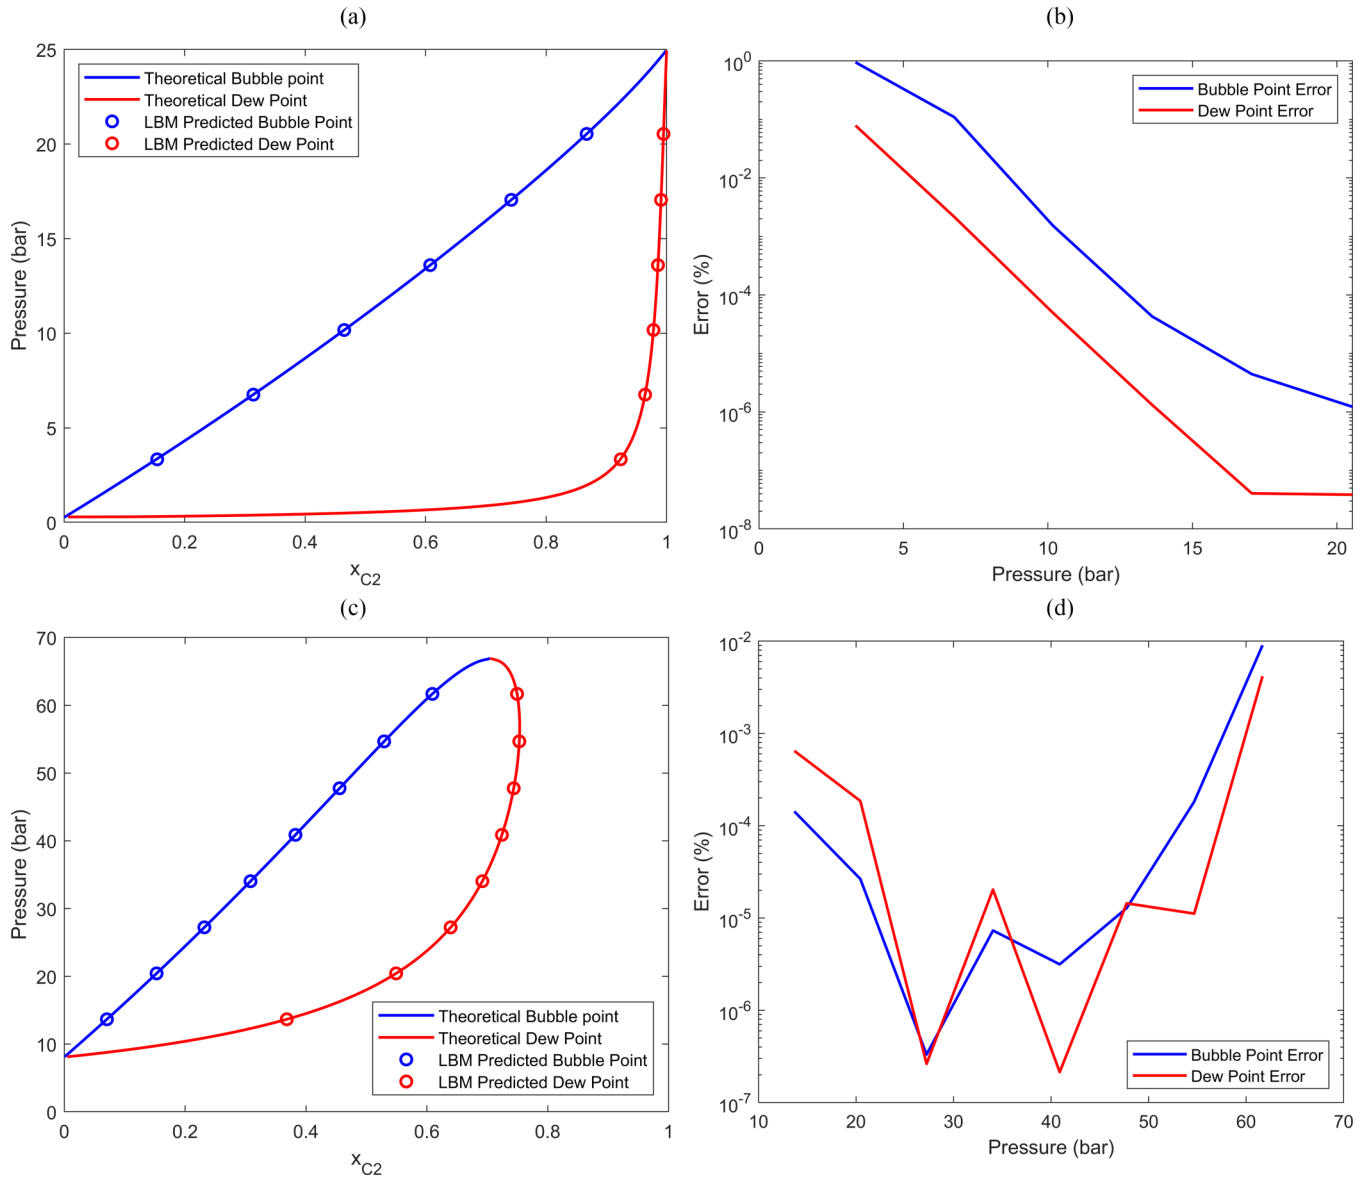 (a)
25
20
15
10
5
0
0
0.2
0.4
0.6
0.8
1
Pressure (bar)
x_C2
Theoretical Bubble point
Theoretical Dew Point
LBM Predicted Bubble Point
LBM Predicted Dew Point
(b)
10^0
10^-2
10^-4
10^-6
10^-8
0
5
10
15
20
Error (%)
Pressure (bar)
Bubble Point Error
Dew Point Error
(c)
70
60
50
40
30
20
10
0
0
0.2
0.4
0.6
0.8
1
Pressure (bar)
x_C2
Theoretical Bubble point
Theoretical Dew Point
LBM Predicted Bubble Point
LBM Predicted Dew Point
(d)
10^-2
10^-3
10^-4
10^-5
10^-6
10^-7
10
20
30
40
50
60
70
Error (%)
Pressure (bar)
Bubble Point Error
Dew Point Error